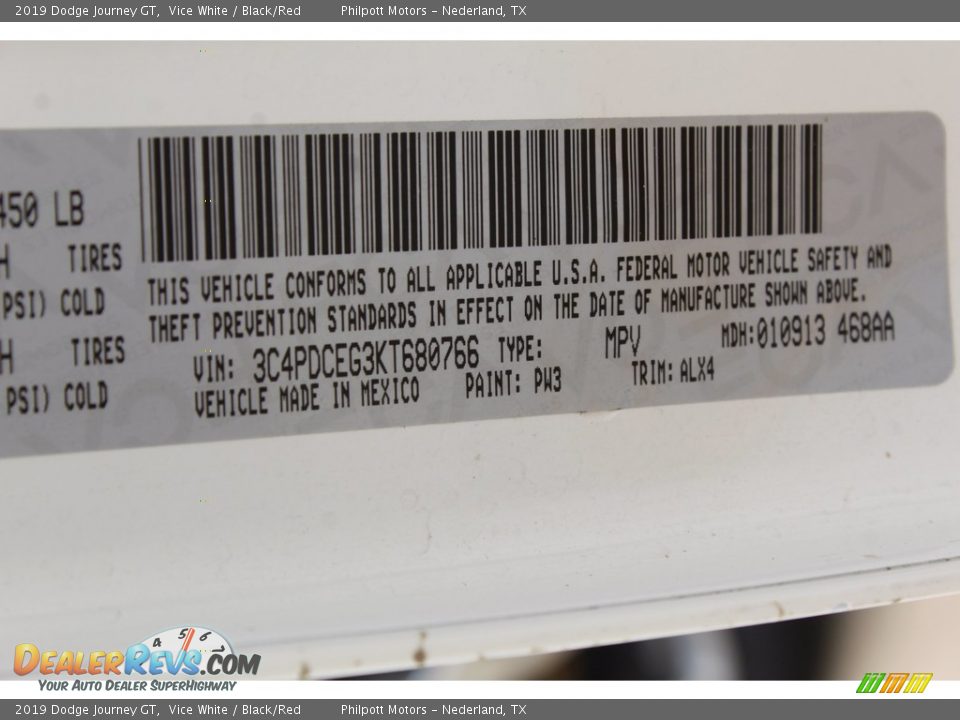 2019 Dodge Journey GT, Vice White / Black/Red Philpott Motors - Nederland, TX
450 LB
TIRES
PSI) COLD
TIRES
PSI) COLD
THIS VEHICLE CONFORMS TO ALL APPLICABLE U.S.A. FEDERAL MOTOR VEHICLE SAFETY AND
THEFT PREVENTION STANDARDS IN EFFECT ON THE DATE OF MANUFACTURE SHOWN ABOVE.
VIN: 3C4PDCEG3KT680766 TYPE: MPV MDH:010913 468AA
VEHICLE MADE IN MEXICO PAINT: PW3 TRIM: ALX4
4 5 6
DEALERREVS.COM
YOUR AUTO DEALER SUPERHIGHWAY
2019 Dodge Journey GT, Vice White / Black/Red Philpott Motors - Nederland, TX